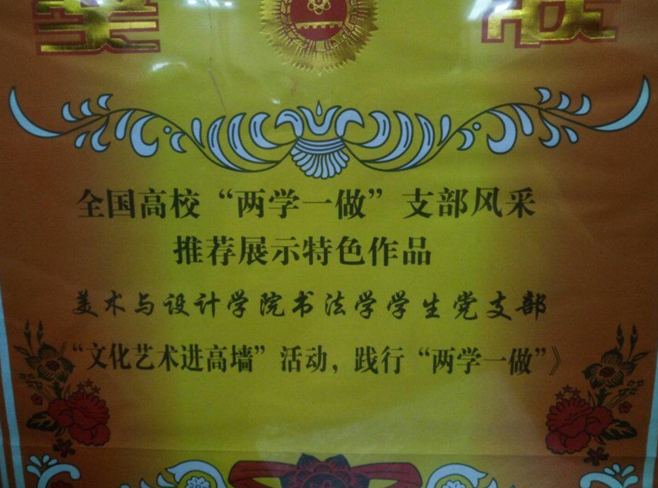 奖状
全国高校“两学一做”支部风采
推荐展示特色作品
美术与设计学院书法学学生党支部
《“文化艺术进高墙”活动，践行“两学一做”》